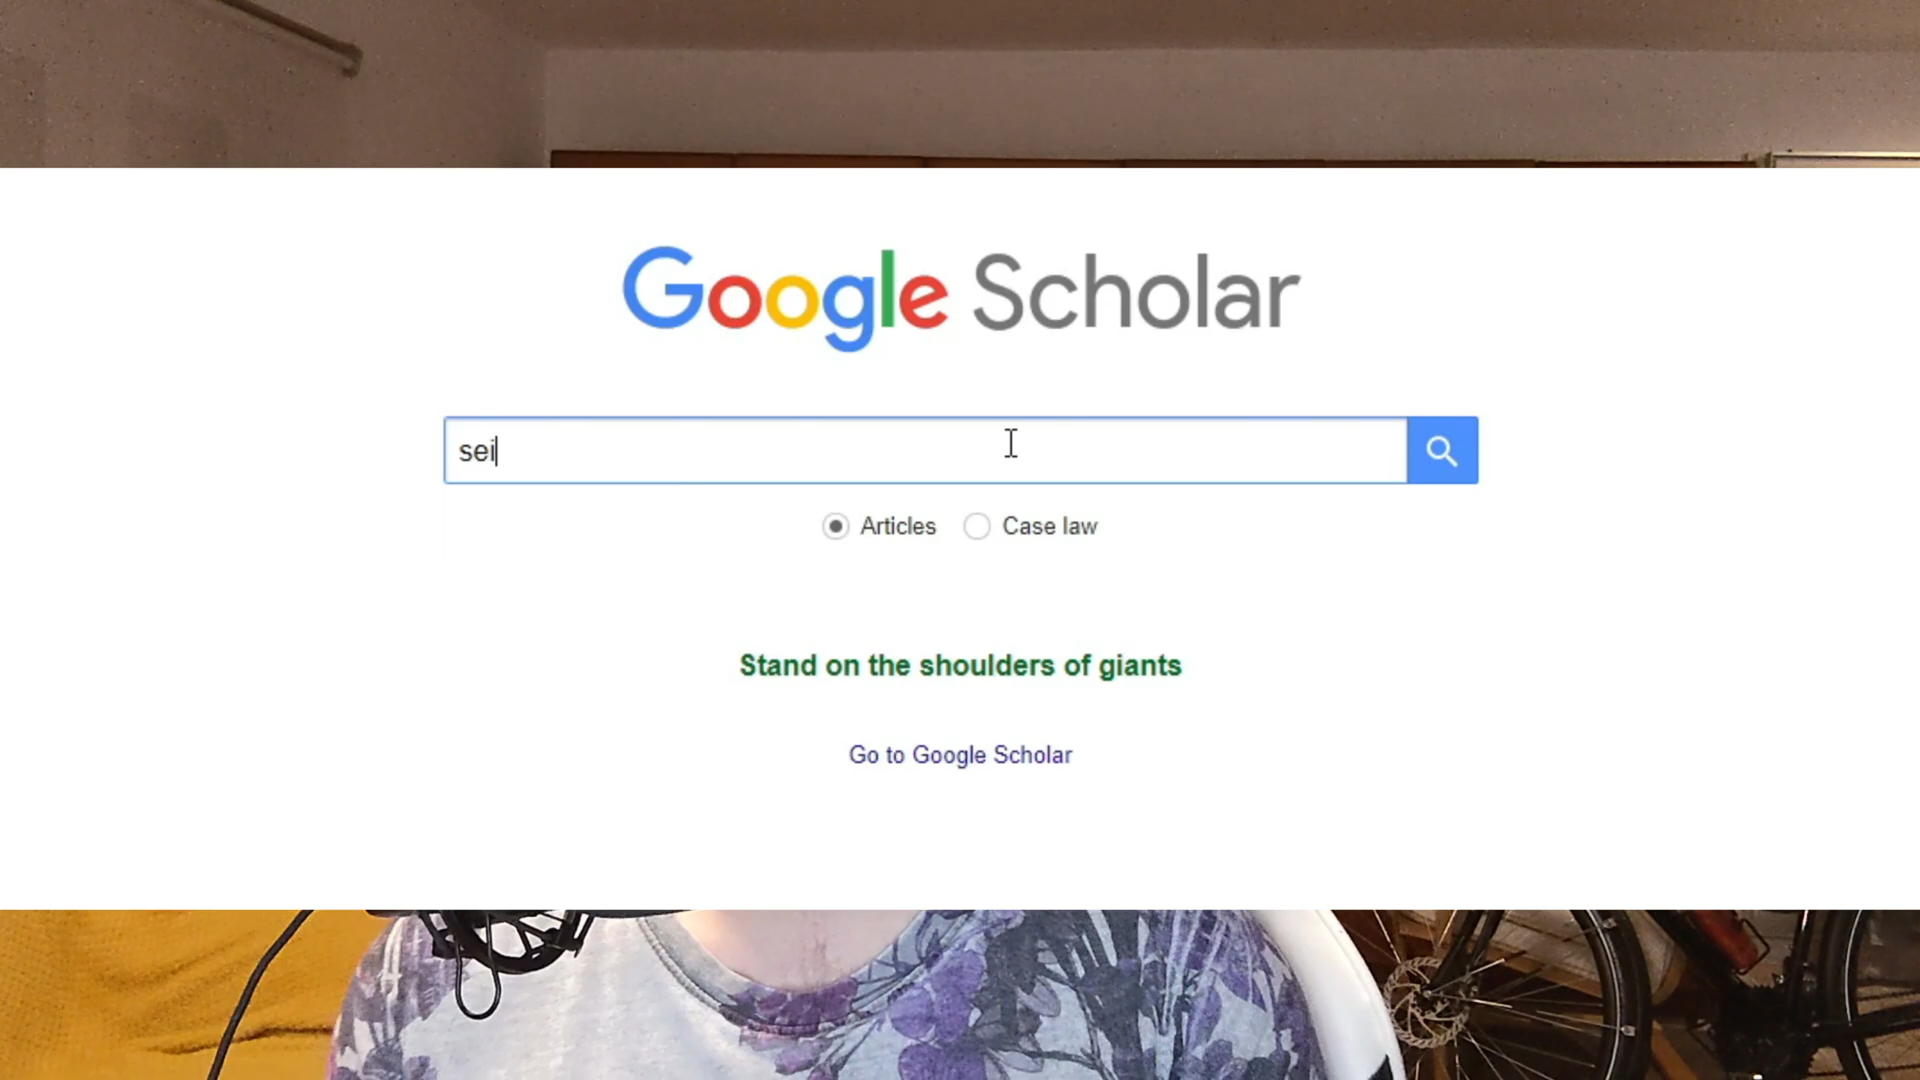 Google Scholar
sei
Articles Case law
Stand on the shoulders of giants
Go to Google Scholar